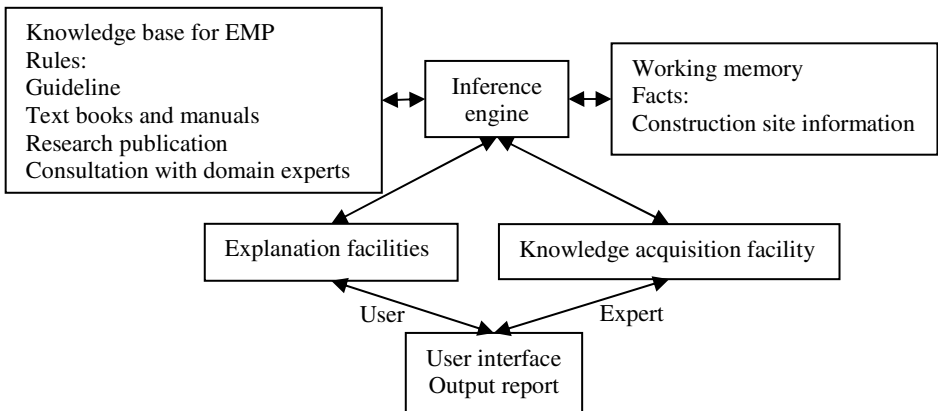 Knowledge base for EMP
Rules:
Guideline
Text books and manuals
Research publication
Consultation with domain experts
Inference
engine
Working memory
Facts:
Construction site information
Explanation facilities
Knowledge acquisition facility
User
Expert
User interface
Output report